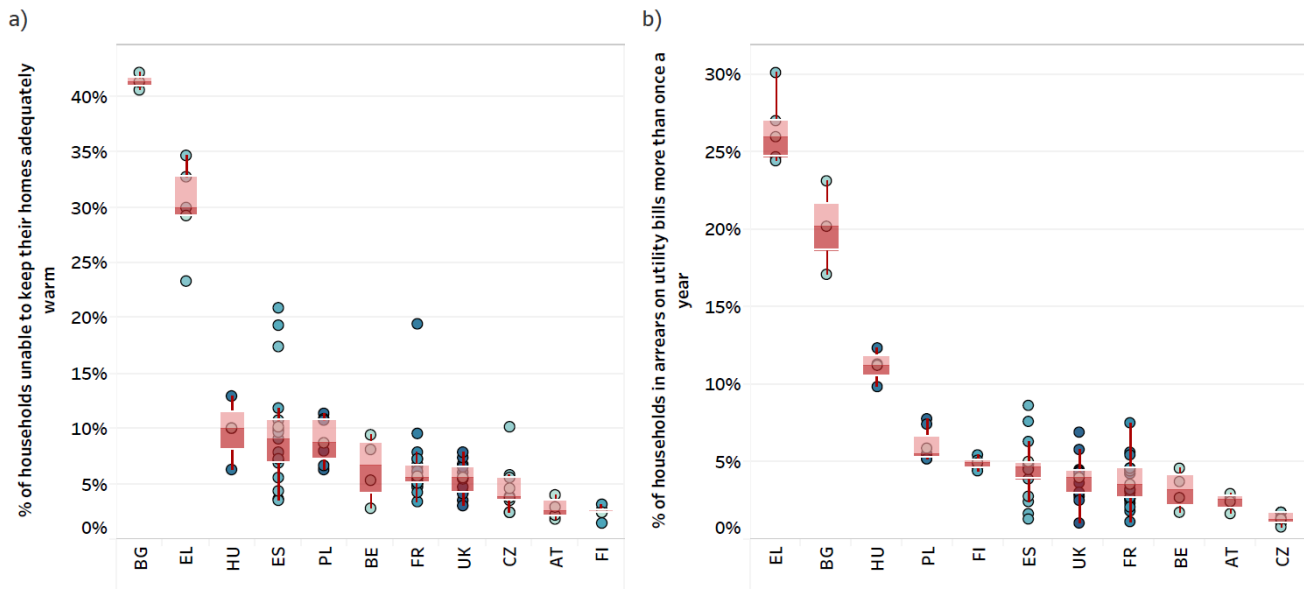 a)
% of households unable to keep their homes adequately
warm
40%
35%
30%
25%
20%
15%
10%
5%
0%
BG
EL
HU
ES
PL
BE
FR
UK
CZ
AT
FI
b)
% of households in arrears on utility bills more than once a
year
30%
25%
20%
15%
10%
5%
0%
EL
BG
HU
PL
FI
ES
UK
FR
BE
AT
CZ